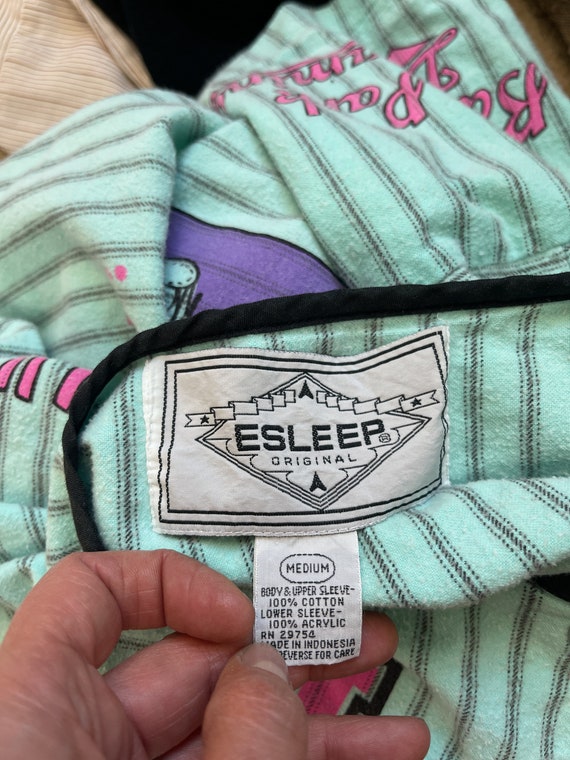 ESLEEP®
ORIGINAL
MEDIUM
BODY & UPPER SLEEVE-
100% COTTON
LOWER SLEEVE-
100% ACRYLIC
RN 29754
MADE IN INDONESIA
REVERSE FOR CARE